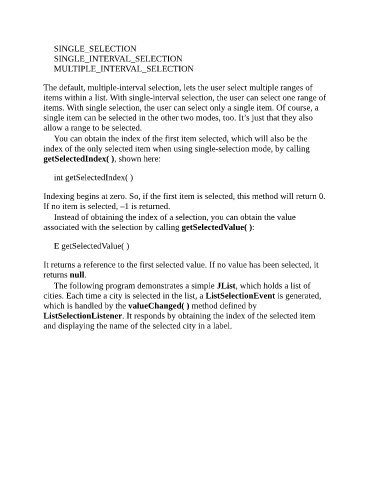 SINGLE_SELECTION
SINGLE_INTERVAL_SELECTION
MULTIPLE_INTERVAL_SELECTION
The default, multiple-interval selection, lets the user select multiple ranges of
items within a list. With single-interval selection, the user can select one range of
items. With single selection, the user can select only a single item. Of course, a
single item can be selected in the other two modes, too. It's just that they also
allow a range to be selected.
You can obtain the index of the first item selected, which will also be the
index of the only selected item when using single-selection mode, by calling
getSelectedIndex( ), shown here:
int getSelectedIndex( )
Indexing begins at zero. So, if the first item is selected, this method will return 0.
If no item is selected, –1 is returned.
Instead of obtaining the index of a selection, you can obtain the value
associated with the selection by calling getSelectedValue( ):
E getSelectedValue( )
It returns a reference to the first selected value. If no value has been selected, it
returns null.
The following program demonstrates a simple JList, which holds a list of
cities. Each time a city is selected in the list, a ListSelectionEvent is generated,
which is handled by the valueChanged( ) method defined by
ListSelectionListener. It responds by obtaining the index of the selected item
and displaying the name of the selected city in a label.